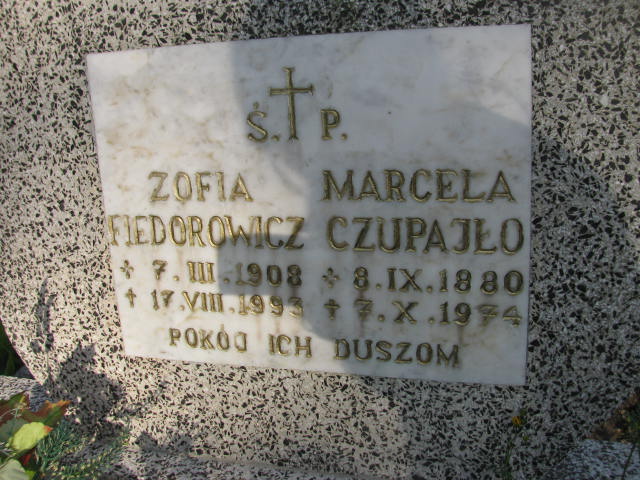 Ś. P.
ZOFIA MARCELA
FIEDOROWICZ CZUPAJŁO
7. III. 1908 8. IX. 1880
† 17. VIII. 1993 † 7. X. 1974
POKÓJ ICH DUSZOM